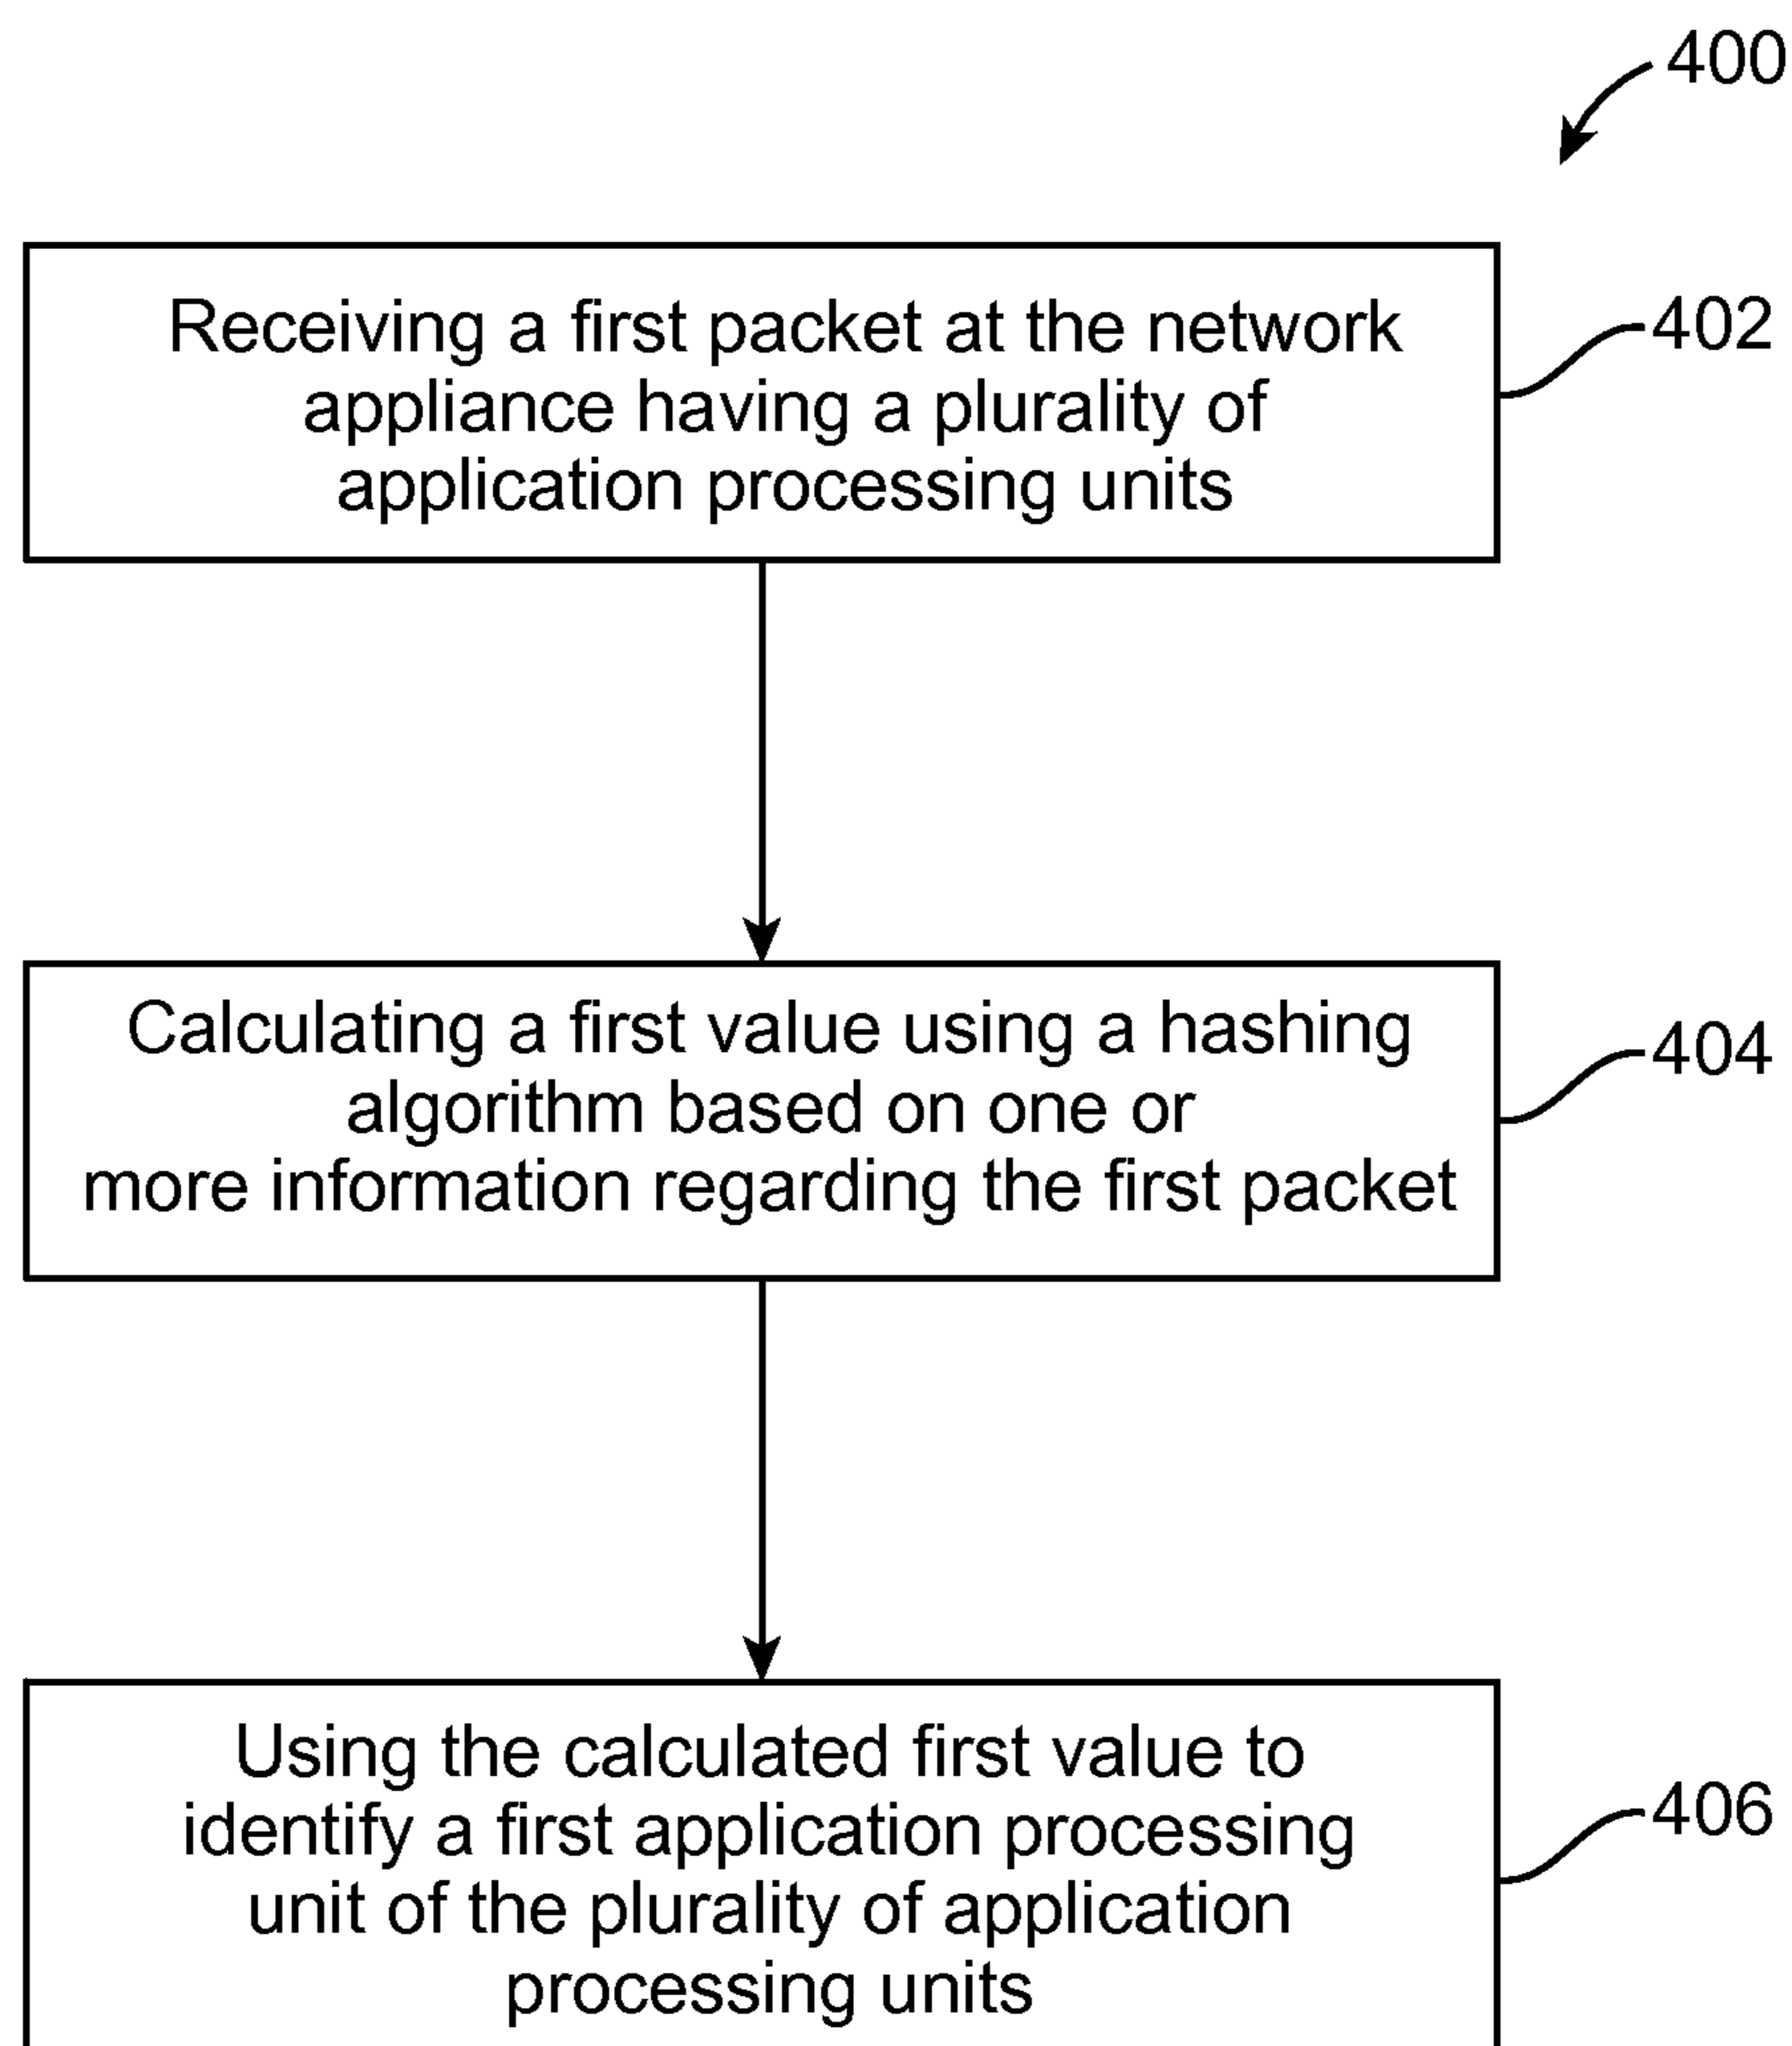 400
Receiving a first packet at the network
appliance having a plurality of
application processing units
402
Calculating a first value using a hashing
algorithm based on one or
more information regarding the first packet
404
Using the calculated first value to
identify a first application processing
unit of the plurality of application
processing units
406